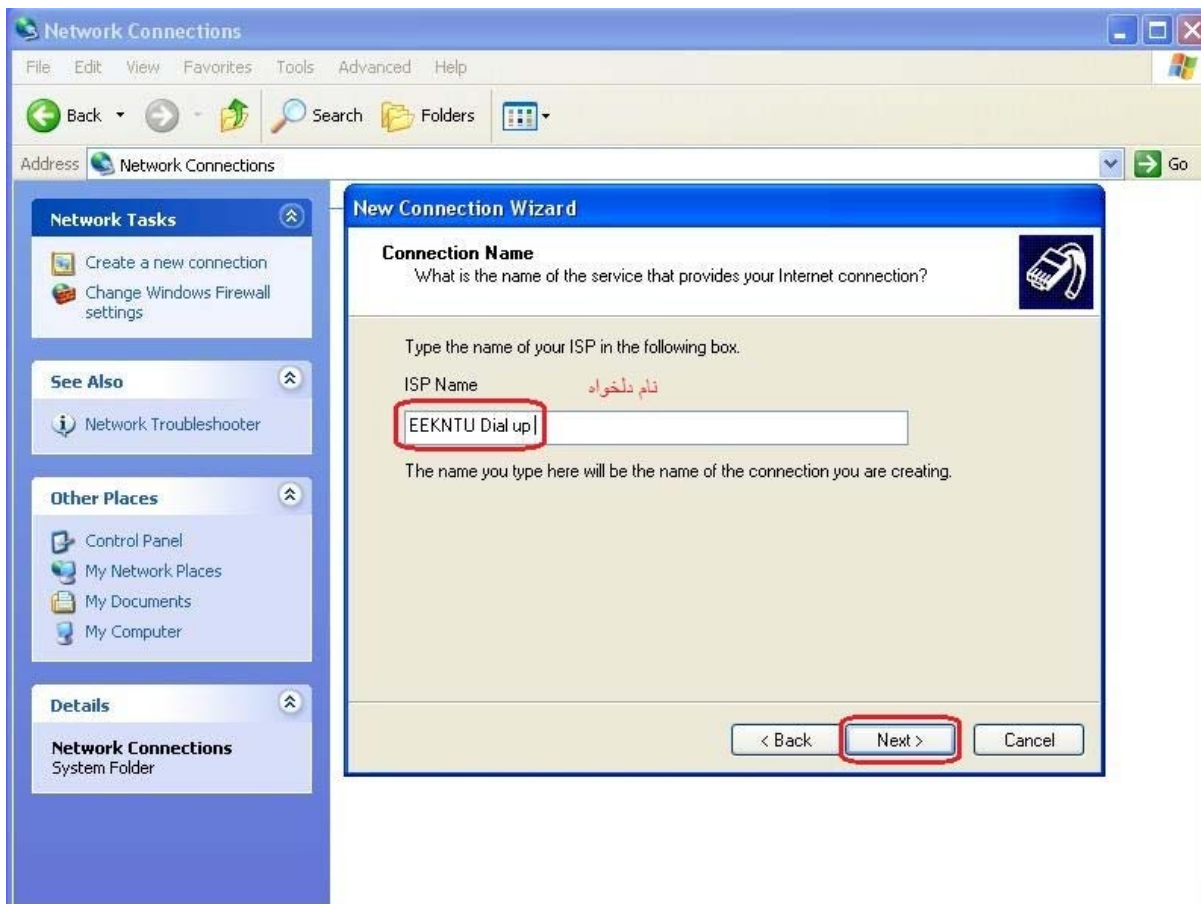 Network Connections
File Edit View Favorites Tools Advanced Help
Back Search Folders
Address Network Connections Go
Network Tasks
Create a new connection
Change Windows Firewall
settings
See Also
Network Troubleshooter
Other Places
Control Panel
My Network Places
My Documents
My Computer
Details
Network Connections
System Folder
New Connection Wizard
Connection Name
What is the name of the service that provides your Internet connection?
Type the name of your ISP in the following box.
ISP Name نام دلخواه
EEKNTU Dial up
The name you type here will be the name of the connection you are creating.
< Back Next > Cancel